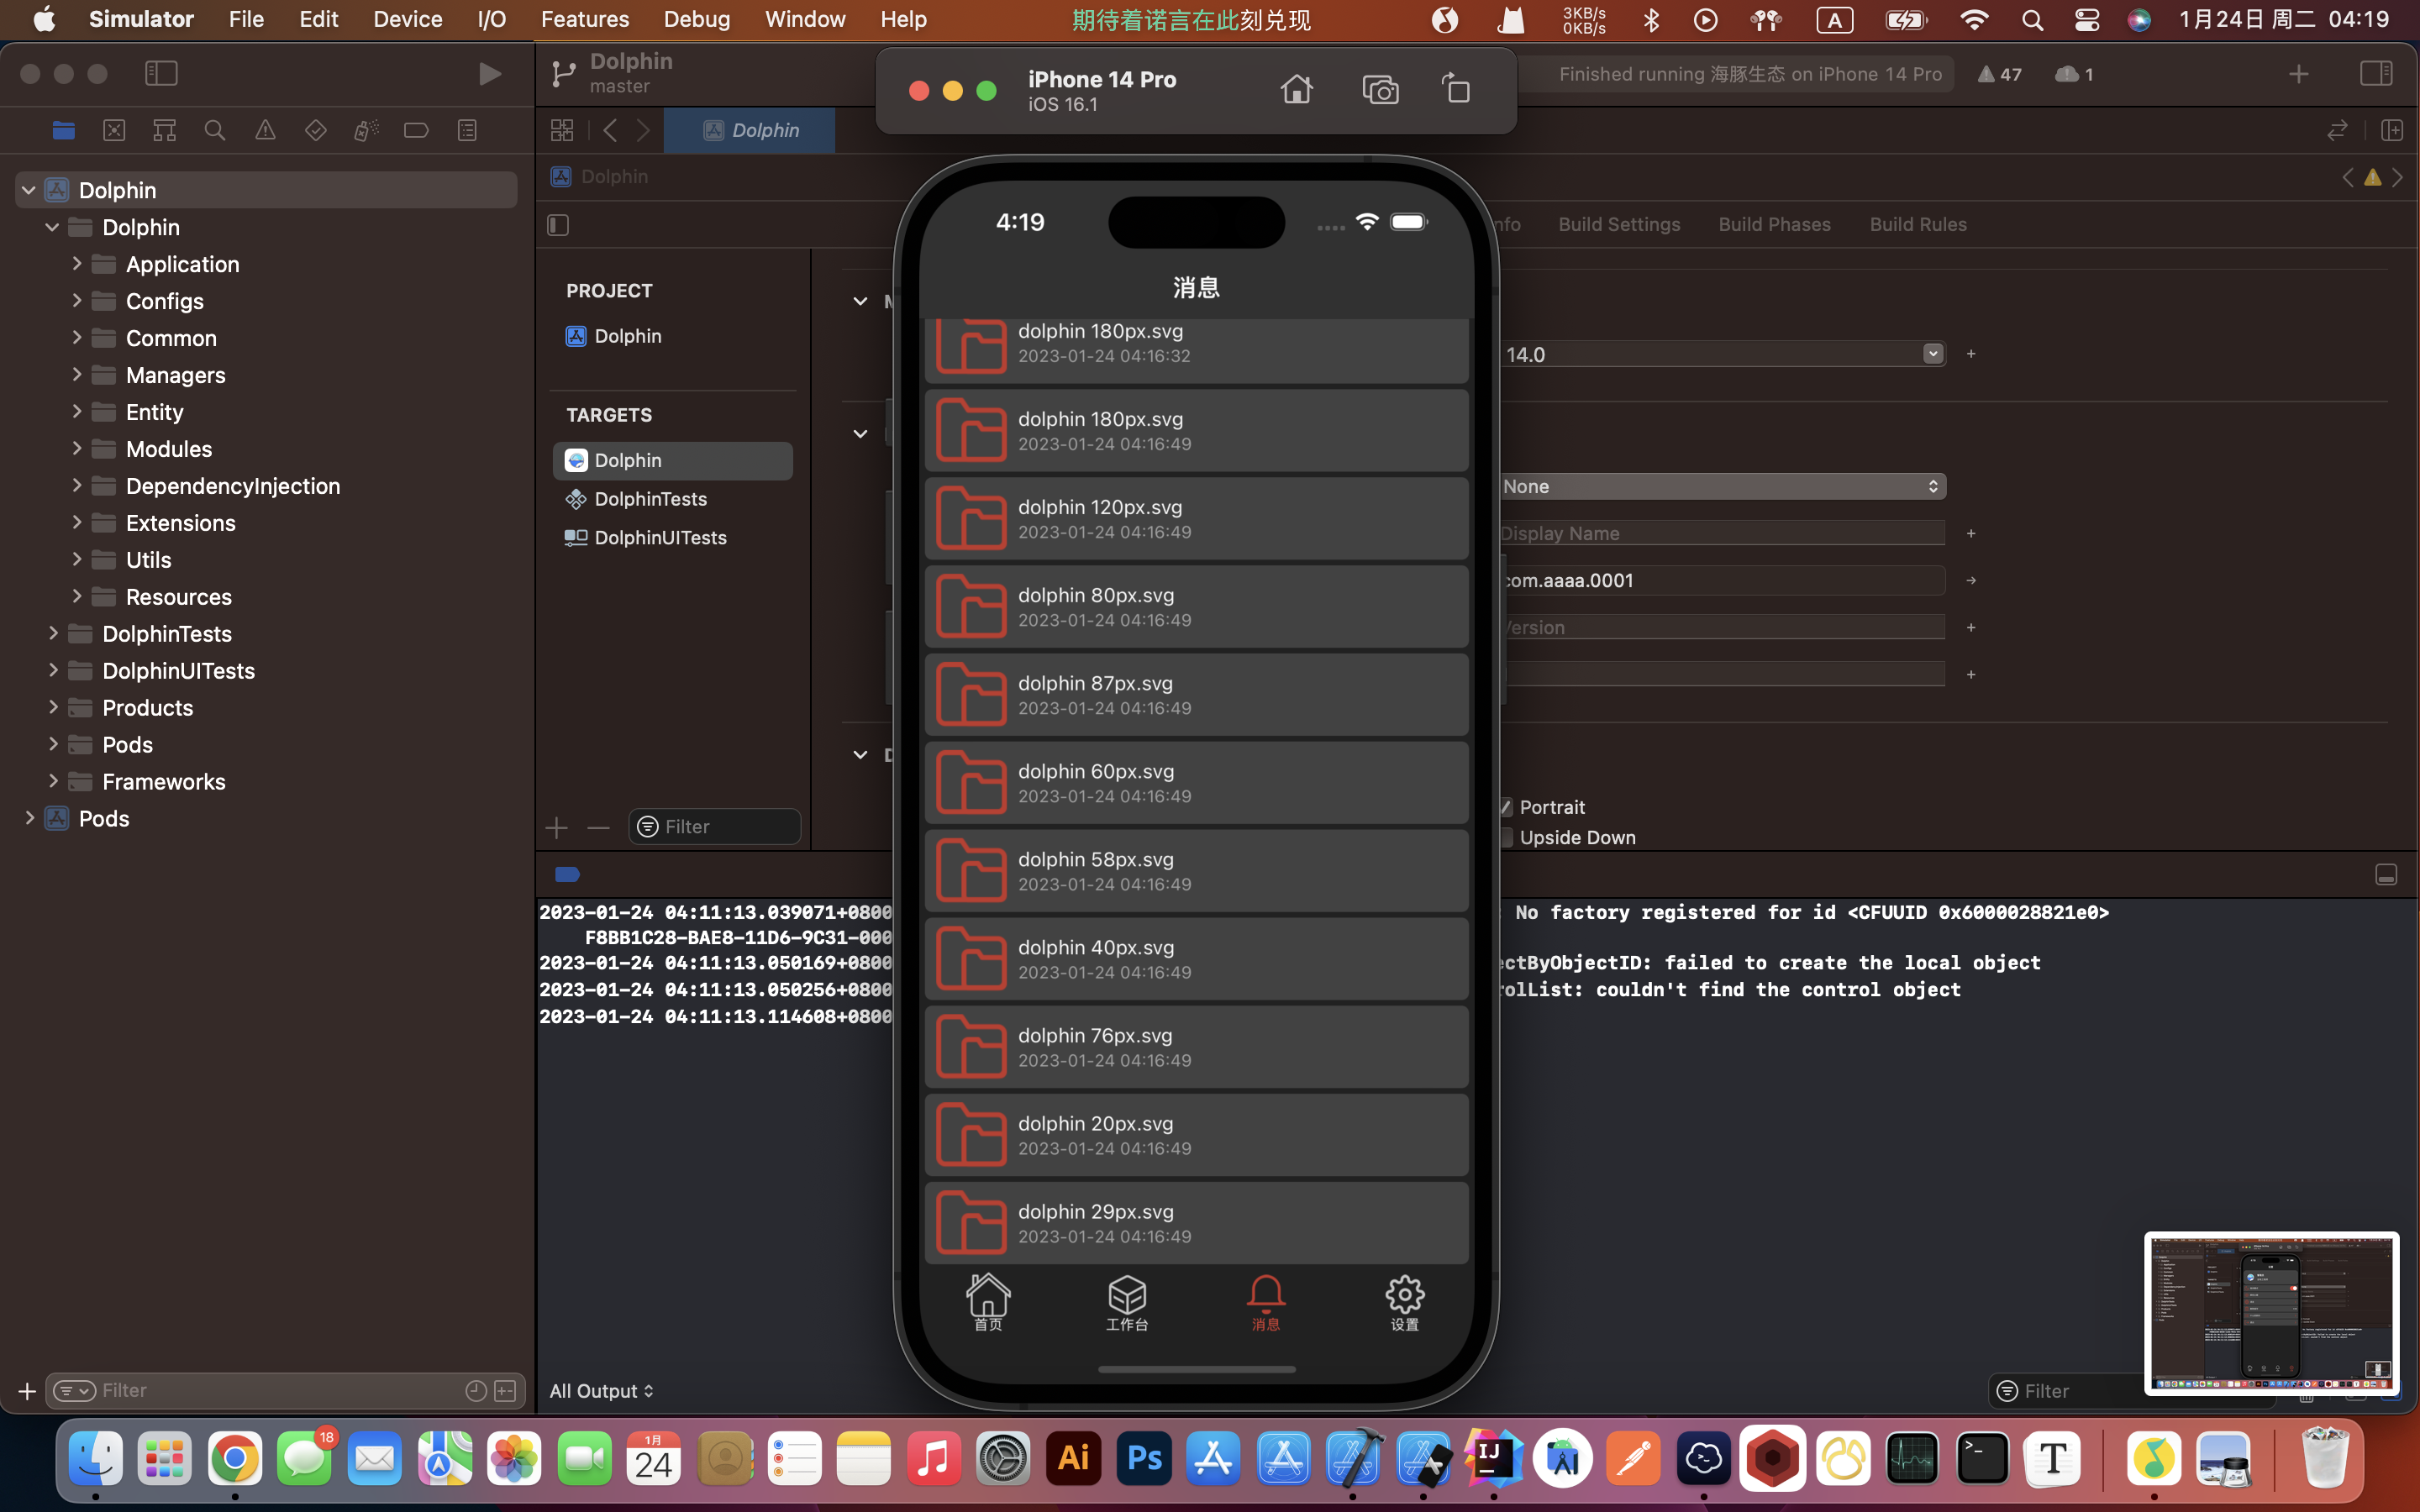 Simulator File Edit Device I/O Features Debug Window Help 期待着诺言在此刻兑现 3KB/s 0KB/s A 1月24日 周二 04:19
Dolphin
master
iPhone 14 Pro
iOS 16.1
Finished running 海豚生态 on iPhone 14 Pro 47 1
Dolphin
Dolphin
nfo Build Settings Build Phases Build Rules
Dolphin
Dolphin
Application
Configs
Common
Managers
Entity
Modules
DependencyInjection
Extensions
Utils
Resources
DolphinTests
DolphinUITests
Products
Pods
Frameworks
Pods
Filter
PROJECT
Dolphin
TARGETS
Dolphin
DolphinTests
DolphinUITests
Filter
4:19
消息
dolphin 180px.svg
2023-01-24 04:16:32
dolphin 180px.svg
2023-01-24 04:16:49
dolphin 120px.svg
2023-01-24 04:16:49
dolphin 80px.svg
2023-01-24 04:16:49
dolphin 87px.svg
2023-01-24 04:16:49
dolphin 60px.svg
2023-01-24 04:16:49
dolphin 58px.svg
2023-01-24 04:16:49
dolphin 40px.svg
2023-01-24 04:16:49
dolphin 76px.svg
2023-01-24 04:16:49
dolphin 20px.svg
2023-01-24 04:16:49
dolphin 29px.svg
2023-01-24 04:16:49
首页 工作台 消息 设置
14.0
None
Display Name
com.aaaa.0001
Version
Portrait
Upside Down
2023-01-24 04:11:13.039071+0800 : No factory registered for id <CFUUID 0x6000028821e0>
F8BB1C28-BAE8-11D6-9C31-000
2023-01-24 04:11:13.050169+0800 ectByObjectID: failed to create the local object
2023-01-24 04:11:13.050256+0800 rolList: couldn't find the control object
2023-01-24 04:11:13.114608+0800
All Output
Filter
18
1月
24
Ai
Ps
IJ
T